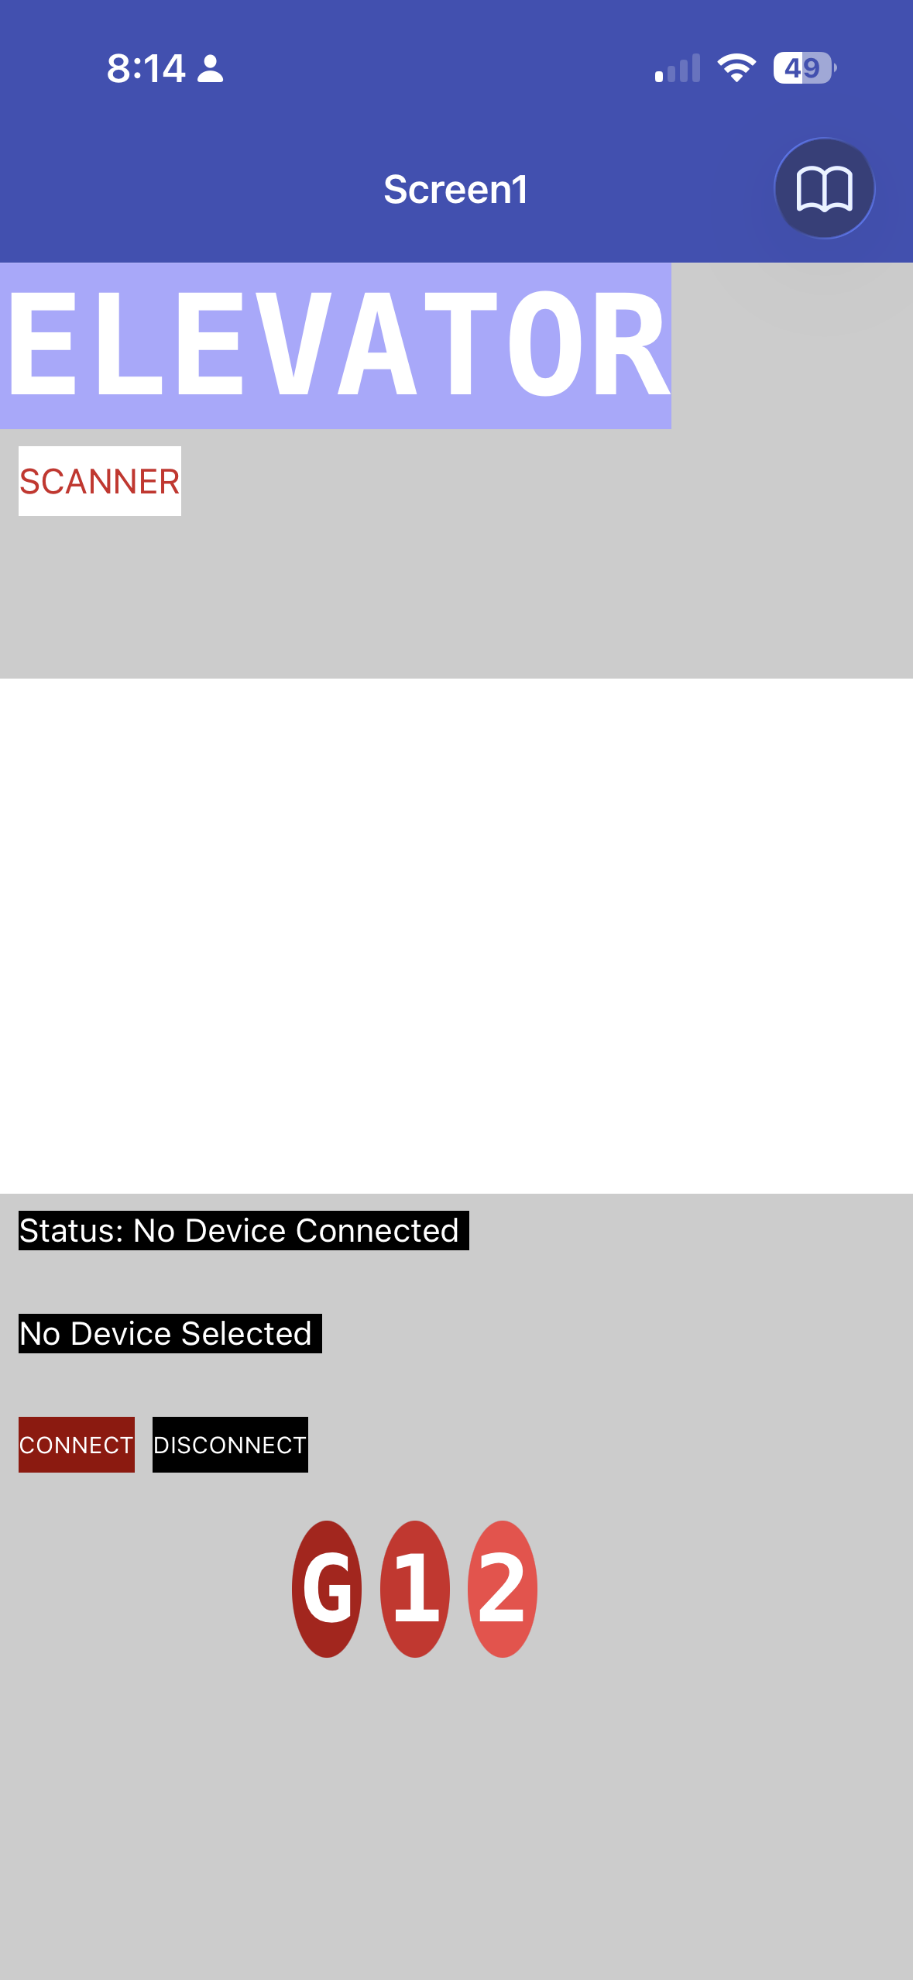 8:14
49
Screen1
ELEVATOR
SCANNER
Status: No Device Connected
No Device Selected
CONNECT DISCONNECT
G 1 2